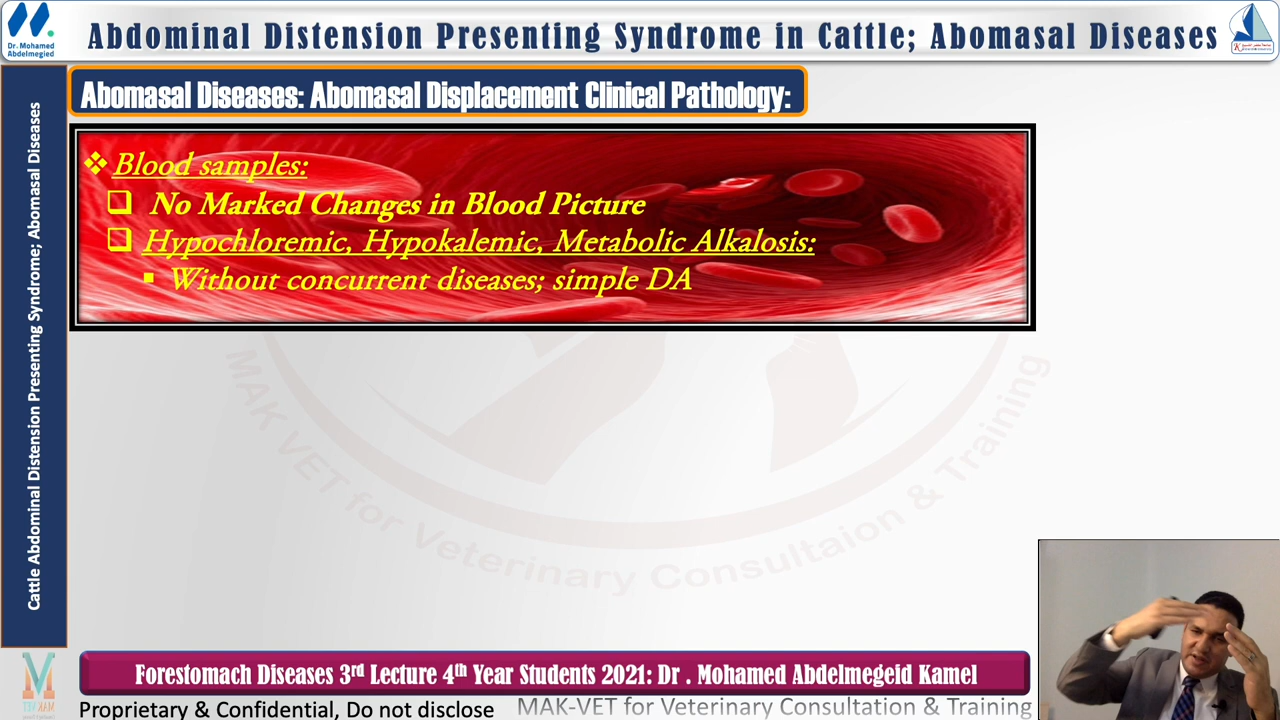 Dr. Mohamed
Abdelmegied
Abdominal Distension Presenting Syndrome in Cattle; Abomasal Diseases
Cattle Abdominal Distension Presenting Syndrome; Abomasal Diseases
Abomasal Diseases: Abomasal Displacement Clinical Pathology:
Blood samples:
No Marked Changes in Blood Picture
Hypochloremic, Hypokalemic, Metabolic Alkalosis:
Without concurrent diseases; simple DA
MAK VET for Veterinary Consultaion & Training
Forestomach Diseases 3rd Lecture 4th Year Students 2021: Dr . Mohamed Abdelmegeid Kamel
Proprietary & Confidential, Do not disclose
MAK-VET for Veterinary Consultation & Training